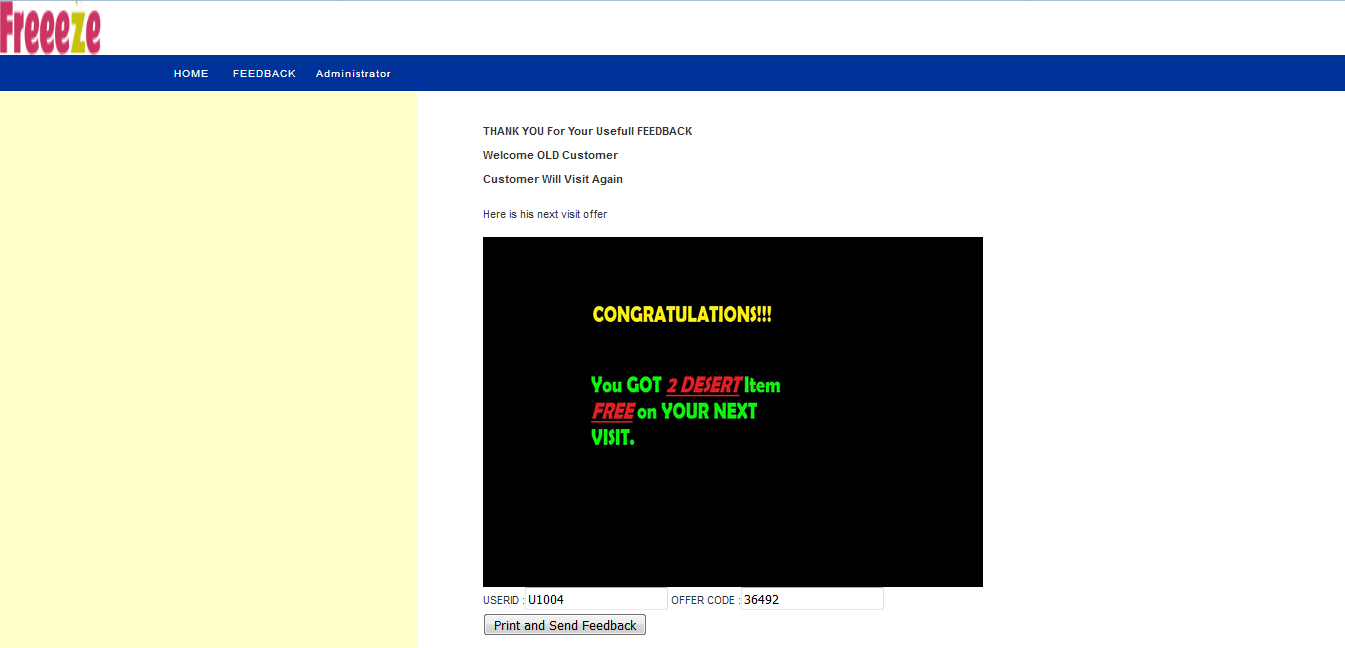 Freeeze
HOME FEEDBACK Administrator
THANK YOU For Your Usefull FEEDBACK
Welcome OLD Customer
Customer Will Visit Again
Here is his next visit offer
CONGRATULATIONS!!!
You GOT 2 DESERT Item
FREE on YOUR NEXT
VISIT.
USERID : U1004 OFFER CODE : 36492
Print and Send Feedback